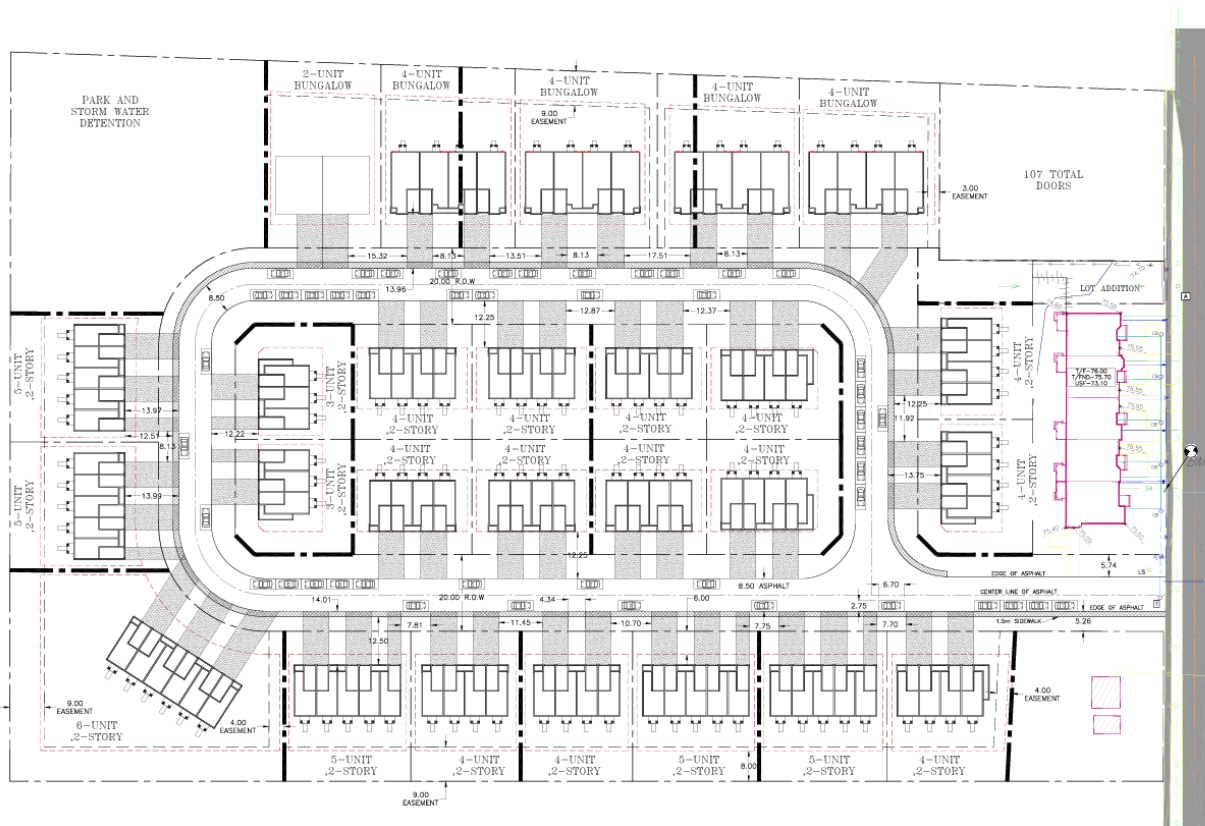 2-UNIT
BUNGALOW
4-UNIT
BUNGALOW
4-UNIT
BUNGALOW
4-UNIT
BUNGALOW
4-UNIT
BUNGALOW
PARK AND
STORM WATER
DETENTION
9.00
EASEMENT
107 TOTAL
DOORS
3.00
EASEMENT
15.32
8.13
13.51
8.13
17.51
8.13
13.96
20.00 R.O.W
8.50
12.25
12.87
12.37
LOT ADDITION
14.70
5-UNIT
,2-STORY
3-UNIT
,2-STORY
4-UNIT
,2-STORY
A
T/F-76.00
T/FND-75.70
USF-73.10
13.97
12.51
8.13
12.22
12.25
11.92
4-UNIT
,2-STORY
4-UNIT
,2-STORY
4-UNIT
,2-STORY
4-UNIT
,2-STORY
4-UNIT
,2-STORY
4-UNIT
,2-STORY
4-UNIT
,2-STORY
4-UNIT
,2-STORY
5-UNIT
,2-STORY
3-UNIT
,2-STORY
4-UNIT
,2-STORY
13.99
13.75
12.25
5.74
LS
8.50 ASPHALT
EDGE OF ASPHALT
CENTER LINE OF ASPHALT
EDGE OF ASPHALT
1.5m SIDEWALK
5.26
14.01
20.00 R.O.W
4.34
6.00
2.75
6.70
7.81
11.45
10.70
7.75
7.70
12.50
9.00
EASEMENT
6-UNIT
,2-STORY
4.00
EASEMENT
4.00
EASEMENT
5-UNIT
,2-STORY
4-UNIT
,2-STORY
4-UNIT
,2-STORY
5-UNIT
,2-STORY
8.00
5-UNIT
,2-STORY
4-UNIT
,2-STORY
9.00
EASEMENT